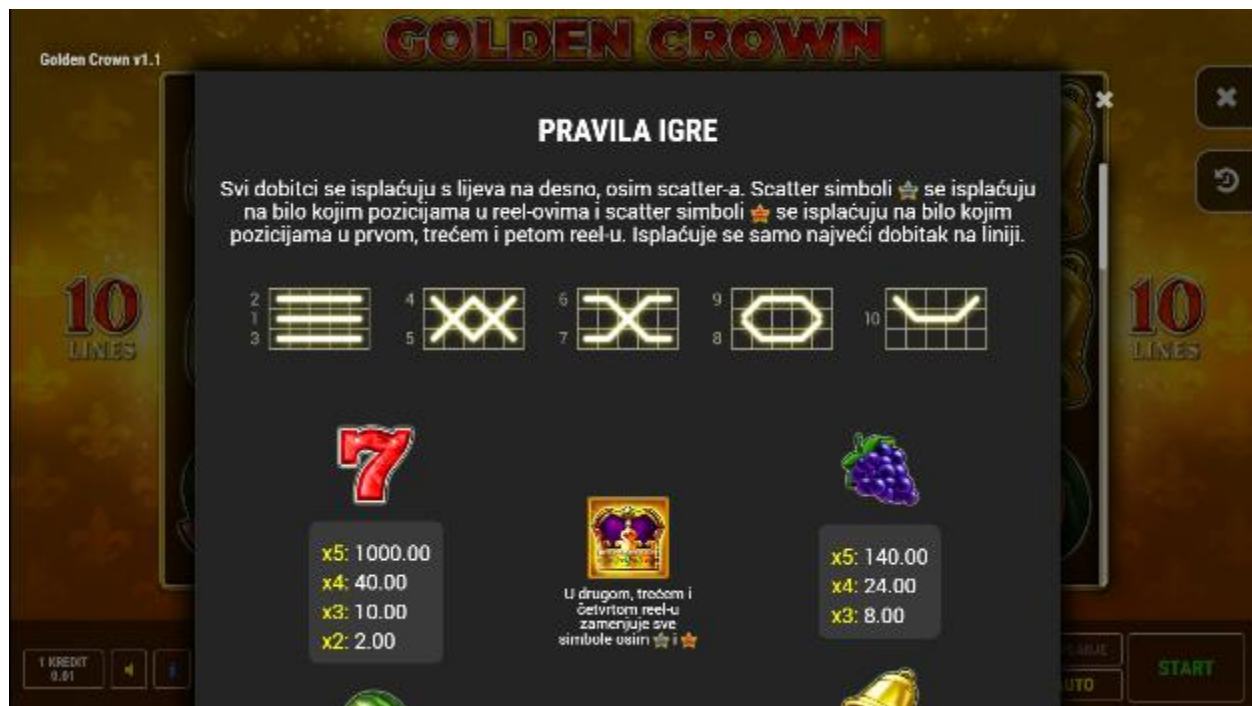 GOLDEN CROWN
Golden Crown v1.1
PRAVILA IGRE
Svi dobitci se isplaćuju s lijeva na desno, osim scatter-a. Scatter simboli se isplaćuju
na bilo kojim pozicijama u reel-ovima i scatter simboli se isplaćuju na bilo kojim
pozicijama u prvom, trećem i petom reel-u. Isplaćuje se samo najveći dobitak na liniji.
10
LINES
10
LINES
2
1
3
4
5
6
7
9
8
10
x5: 1000.00
x4: 40.00
x3: 10.00
x2: 2.00
U drugom, trećem i
četvrtom reel-u
zamenjuje sve
simbole osim i
x5: 140.00
x4: 24.00
x3: 8.00
1 KREDIT
0.01
START